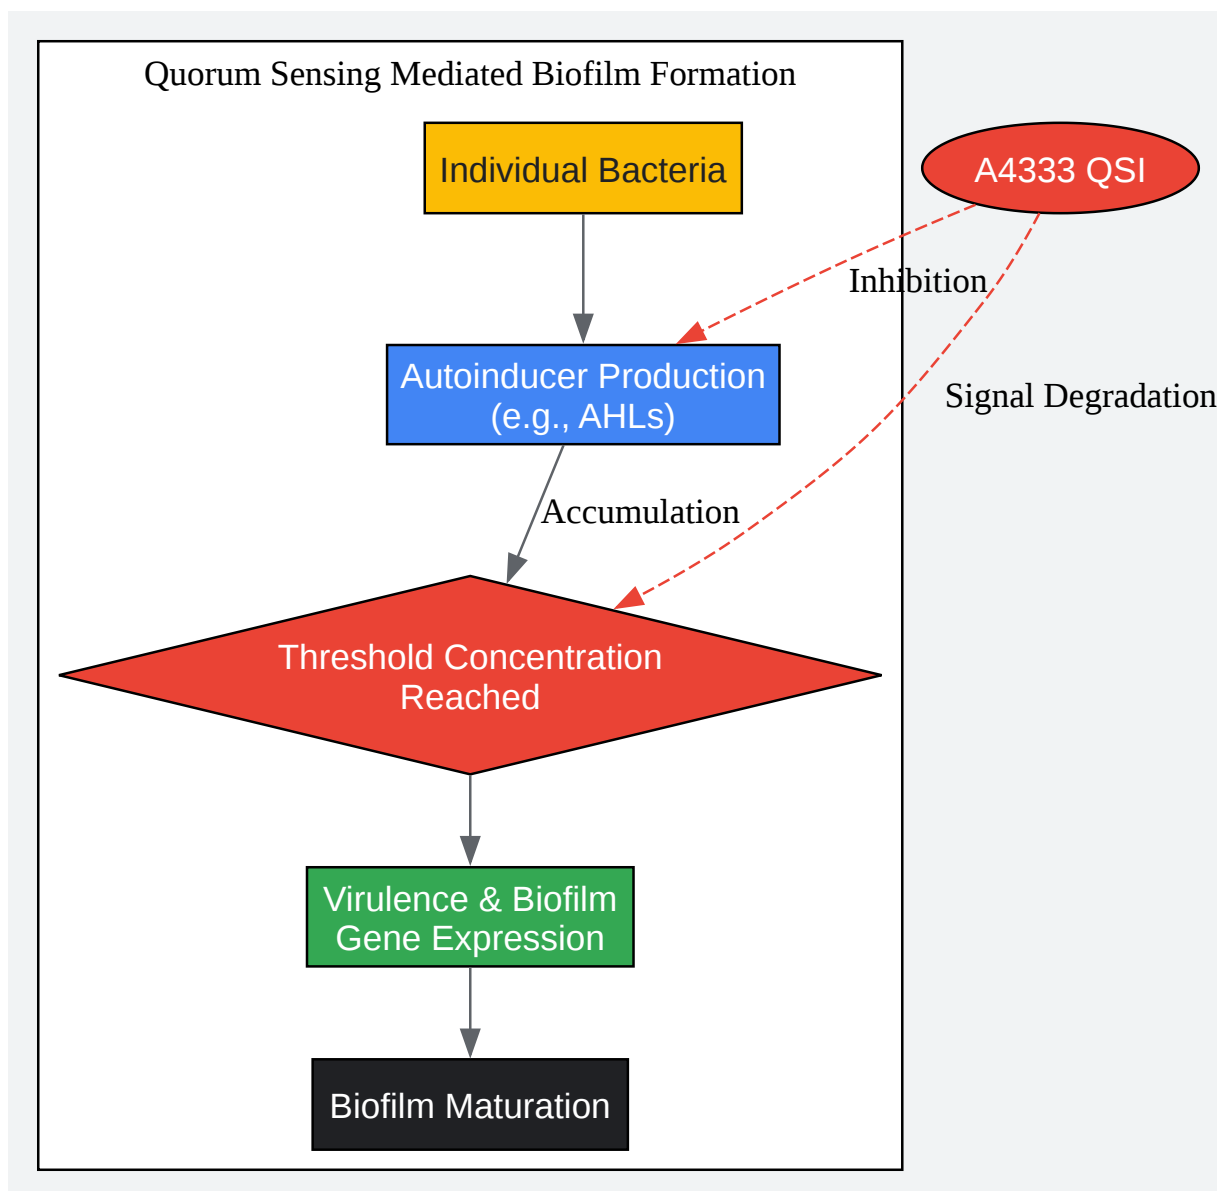 Quorum Sensing Mediated Biofilm Formation
Individual Bacteria
A4333 QSI
Inhibition
Autoinducer Production
(e.g., AHLs)
Signal Degradation
Accumulation
Threshold Concentration
Reached
Virulence & Biofilm
Gene Expression
Biofilm Maturation